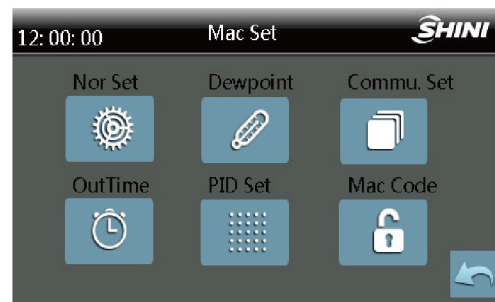 12: 00: 00 Mac Set SHINI
Nor Set Dewpoint Commu. Set
OutTime PID Set Mac Code